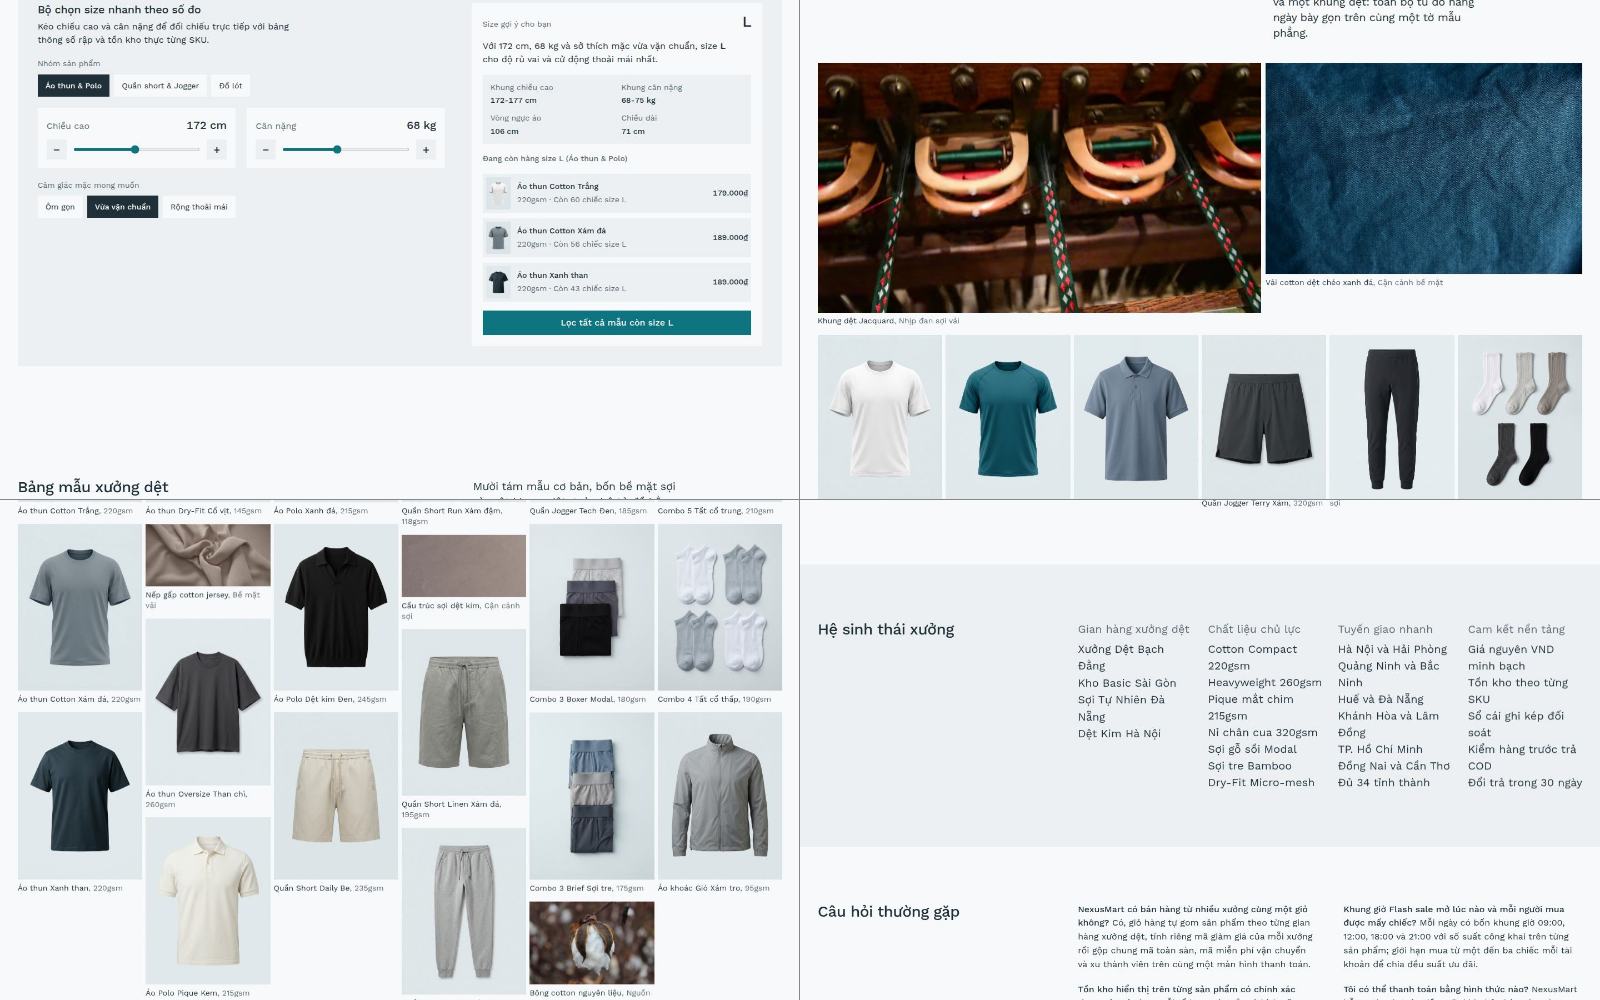 Bộ chọn size nhanh theo số đo
Kéo chiều cao và cân nặng để đối chiếu trực tiếp với bảng
thông số rập và tồn kho thực từng SKU.
Nhóm sản phẩm
Áo thun & Polo
Quần short & Jogger
Đồ lót
Chiều cao
172 cm
−
+
Cân nặng
68 kg
−
+
Cảm giác mặc mong muốn
Ôm gọn
Vừa vặn chuẩn
Rộng thoải mái
Size gợi ý cho bạn
L
Với 172 cm, 68 kg và sở thích mặc vừa vặn chuẩn, size L
cho độ rủ vai và cử động thoải mái nhất.
Khung chiều cao
172-177 cm
Khung cân nặng
68-75 kg
Vòng ngực áo
106 cm
Chiều dài
71 cm
Đang còn hàng size L (Áo thun & Polo)
Áo thun Cotton Trắng
220gsm · Còn 60 chiếc size L
179.000₫
Áo thun Cotton Xám đá
220gsm · Còn 56 chiếc size L
189.000₫
Áo thun Xanh than
220gsm · Còn 43 chiếc size L
189.000₫
Lọc tất cả mẫu còn size L
Bảng mẫu xưởng dệt
Mười tám mẫu cơ bản, bốn bề mặt sợi
và một khung dệt: toàn bộ tủ đồ hằng
ngày bày gọn trên cùng một tờ mẫu
phẳng.
Khung dệt Jacquard, Nhịp đan sợi vải
Vải cotton dệt chéo xanh đá, Cận cảnh bề mặt
Áo thun Cotton Trắng, 220gsm
Áo thun Dry-Fit Cổ vịt, 145gsm
Áo Polo Xanh đá, 215gsm
Quần Short Run Xám đậm,
118gsm
Quần Jogger Tech Đen, 185gsm
Combo 5 Tất cổ trung, 210gsm
Nếp gấp cotton jersey, Bề mặt
vải
Cấu trúc sợi dệt kim, Cận cảnh
sợi
Áo thun Cotton Xám đá, 220gsm
Áo Polo Dệt kim Đen, 245gsm
Combo 3 Boxer Modal, 180gsm
Combo 4 Tất cổ thấp, 190gsm
Áo thun Oversize Than chì,
260gsm
Quần Short Linen Xám đá,
195gsm
Áo thun Xanh than, 220gsm
Quần Short Daily Be, 235gsm
Combo 3 Brief Sợi tre, 175gsm
Áo khoác Gió Xám tro, 95gsm
Áo Polo Pique Kem, 215gsm
Bông cotton nguyên liệu, Nguồn
Quần Jogger Terry Xám, 320gsm
sợi
Hệ sinh thái xưởng
Gian hàng xưởng dệt
Xưởng Dệt Bạch
Đằng
Kho Basic Sài Gòn
Sợi Tự Nhiên Đà
Nẵng
Dệt Kim Hà Nội
Chất liệu chủ lực
Cotton Compact
220gsm
Heavyweight 260gsm
Pique mắt chim
215gsm
Nỉ chân cua 320gsm
Sợi gỗ sồi Modal
Sợi tre Bamboo
Dry-Fit Micro-mesh
Tuyến giao nhanh
Hà Nội và Hải Phòng
Quảng Ninh và Bắc
Ninh
Huế và Đà Nẵng
Khánh Hòa và Lâm
Đồng
TP. Hồ Chí Minh
Đồng Nai và Cần Thơ
Đủ 34 tỉnh thành
Cam kết nền tảng
Giá nguyên VND
minh bạch
Tồn kho theo từng
SKU
Sổ cái ghi kép đối
soát
Kiểm hàng trước trả
COD
Đổi trả trong 30 ngày
Câu hỏi thường gặp
NexusMart có bán hàng từ nhiều xưởng cùng một giỏ
không? Có, giỏ hàng tự gom sản phẩm theo từng gian
hàng xưởng dệt, tính riêng mã giảm giá của mỗi xưởng
rồi gộp chung mã toàn sàn, mã miễn phí vận chuyển
và xu thành viên trên cùng một màn hình thanh toán.
Tồn kho hiển thị trên từng sản phẩm có chính xác
Khung giờ Flash sale mở lúc nào và mỗi người mua
được mấy chiếc? Mỗi ngày có bốn khung giờ 09:00,
12:00, 18:00 và 21:00 với số suất công khai trên từng
sản phẩm; giới hạn mua từ một đến ba chiếc mỗi tài
khoản để chia đều suất ưu đãi.
Tôi có thể thanh toán bằng hình thức nào? NexusMart